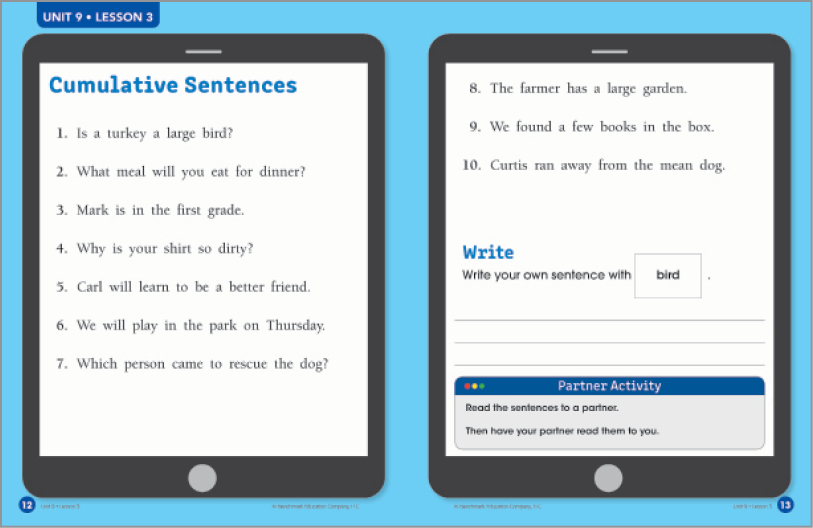 UNIT 9 • LESSON 3
Cumulative Sentences
1. Is a turkey a large bird?
2. What meal will you eat for dinner?
3. Mark is in the first grade.
4. Why is your shirt so dirty?
5. Carl will learn to be a better friend.
6. We will play in the park on Thursday.
7. Which person came to rescue the dog?
12 Unit 9 • Lesson 3
© Benchmark Education Company, LLC
8. The farmer has a large garden.
9. We found a few books in the box.
10. Curtis ran away from the mean dog.
Write
Write your own sentence with bird .
Partner Activity
Read the sentences to a partner.
Then have your partner read them to you.
© Benchmark Education Company, LLC
Unit 9 • Lesson 3 13